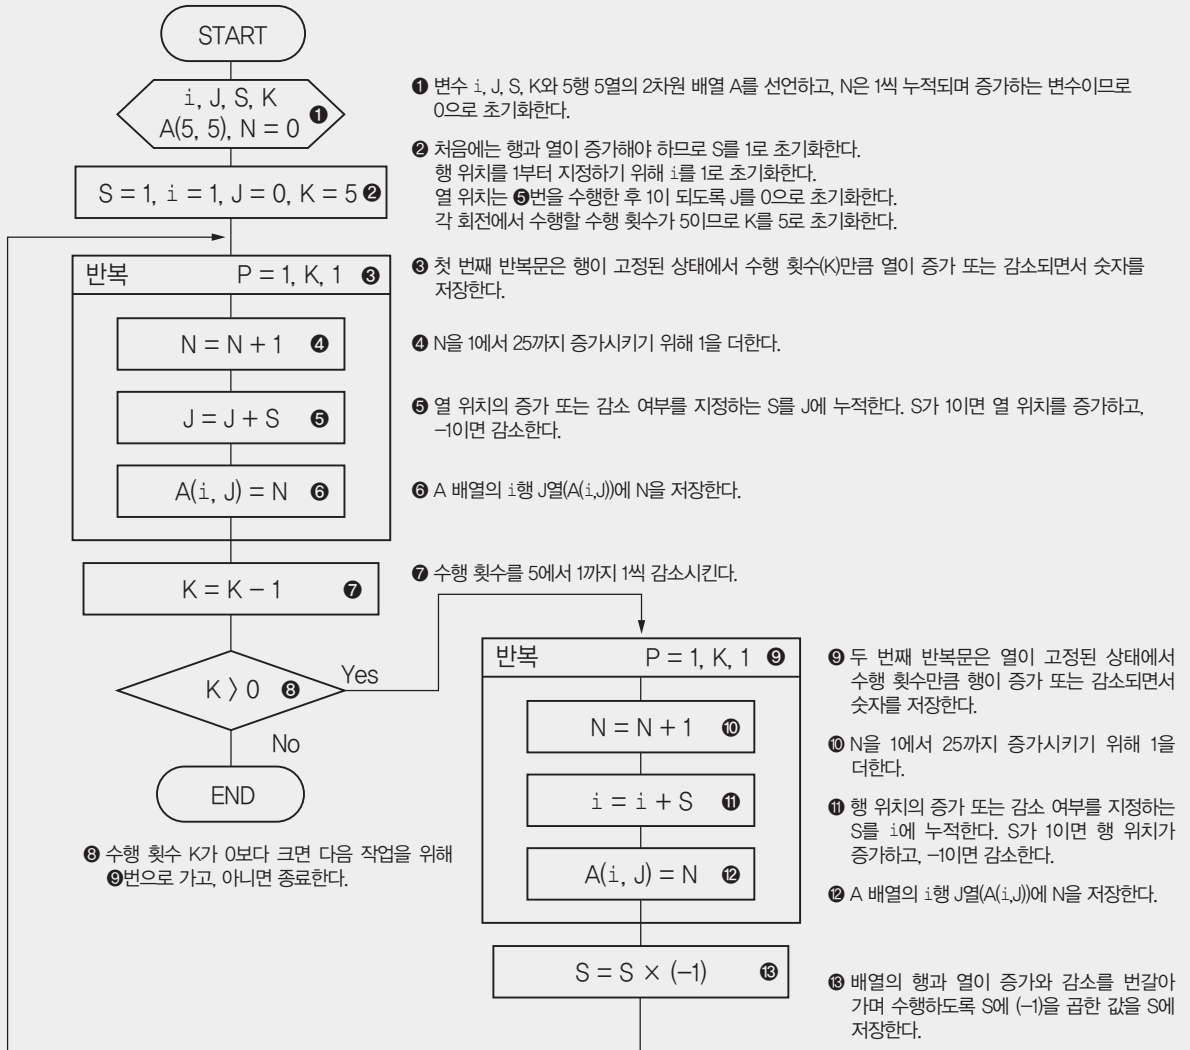 START
i, J, S, K
A(5, 5), N = 0 ❶
S = 1, i = 1, J = 0, K = 5 ❷
반복 P = 1, K, 1 ❸
N = N + 1 ❹
J = J + S ❺
A(i, J) = N ❻
K = K − 1 ❼
K 〉 0 ❽
Yes
No
END
❽ 수행 횟수 K가 0보다 크면 다음 작업을 위해
❾번으로 가고, 아니면 종료한다.
❶ 변수 i, J, S, K와 5행 5열의 2차원 배열 A를 선언하고, N은 1씩 누적되며 증가하는 변수이므로
0으로 초기화한다.
❷ 처음에는 행과 열이 증가해야 하므로 S를 1로 초기화한다.
행 위치를 1부터 지정하기 위해 i를 1로 초기화한다.
열 위치는 ❺번을 수행한 후 1이 되도록 J를 0으로 초기화한다.
각 회전에서 수행할 수행 횟수가 5이므로 K를 5로 초기화한다.
❸ 첫 번째 반복문은 행이 고정된 상태에서 수행 횟수(K)만큼 열이 증가 또는 감소되면서 숫자를
저장한다.
❹ N을 1에서 25까지 증가시키기 위해 1을 더한다.
❺ 열 위치의 증가 또는 감소 여부를 지정하는 S를 J에 누적한다. S가 1이면 열 위치를 증가하고,
−1이면 감소한다.
❻ A 배열의 i행 J열(A(i,J))에 N을 저장한다.
❼ 수행 횟수를 5에서 1까지 1씩 감소시킨다.
반복 P = 1, K, 1 ❾
N = N + 1 ❿
i = i + S ⓫
A(i, J) = N ⓬
S = S × (−1) ⓭
❾ 두 번째 반복문은 열이 고정된 상태에서
수행 횟수만큼 행이 증가 또는 감소되면서
숫자를 저장한다.
❿ N을 1에서 25까지 증가시키기 위해 1을
더한다.
⓫ 행 위치의 증가 또는 감소 여부를 지정하는
S를 i에 누적한다. S가 1이면 행 위치가
증가하고, −1이면 감소한다.
⓬ A 배열의 i행 J열(A(i,J))에 N을 저장한다.
⓭ 배열의 행과 열이 증가와 감소를 번갈아
가며 수행하도록 S에 (−1)을 곱한 값을 S에
저장한다.